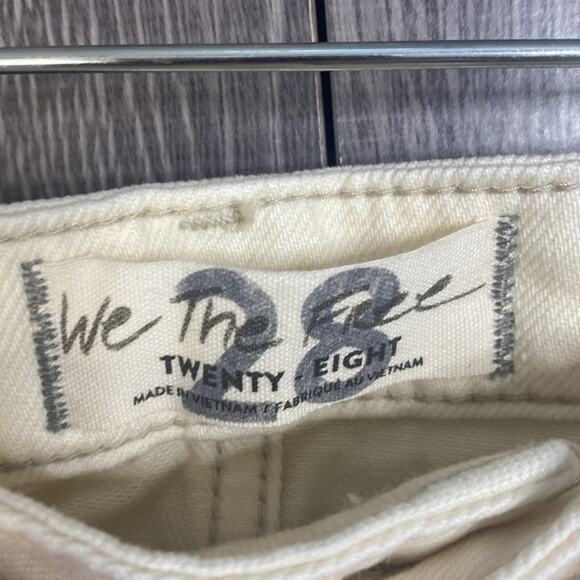 We The Free
28
TWENTY - EIGHT
MADE IN VIETNAM / FABRIQUÉ AU VIETNAM